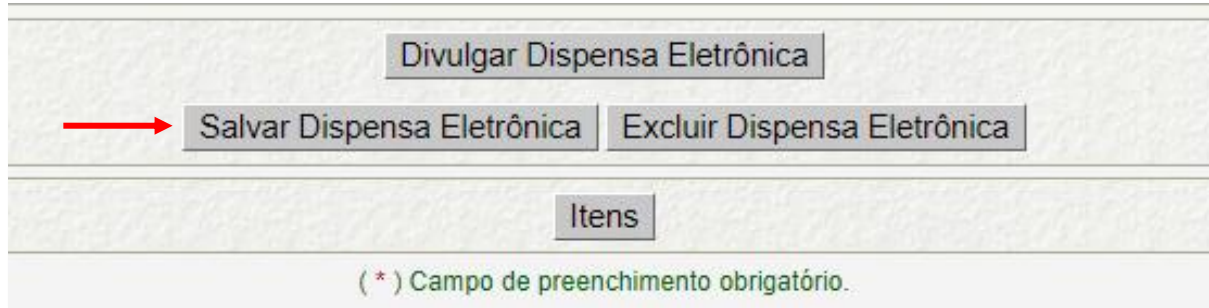 Divulgar Dispensa Eletrônica
Salvar Dispensa Eletrônica Excluir Dispensa Eletrônica
Itens
( * ) Campo de preenchimento obrigatório.